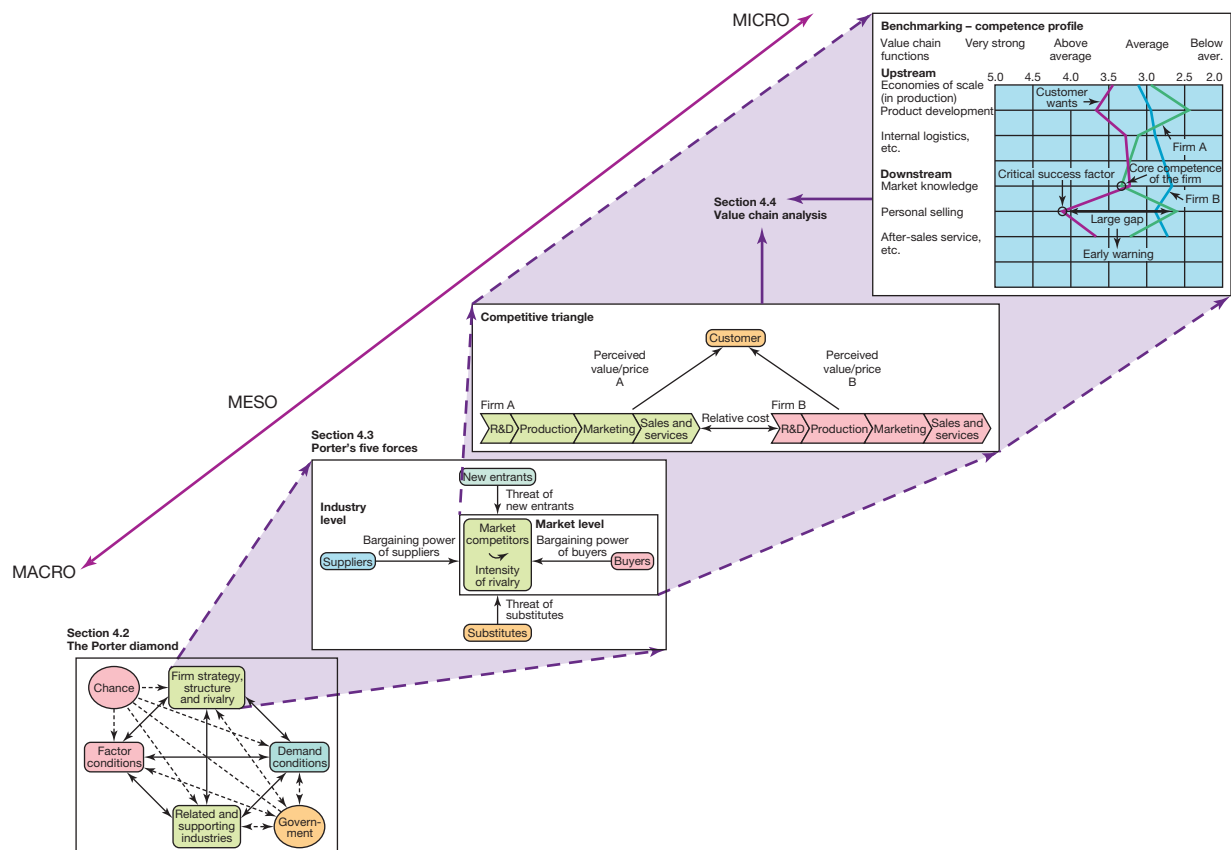 MICRO
MESO
MACRO
Benchmarking – competence profile
Value chain
functions
Very strong
Above
average
Average
Below
aver.
5.0 4.5 4.0 3.5 3.0 2.5 2.0
Upstream
Economies of scale
(in production)
Product development
Internal logistics,
etc.
Downstream
Market knowledge
Personal selling
After-sales service,
etc.
Customer
wants
Firm A
Critical success factor
Core competence
of the firm
Firm B
Large gap
Early warning
Section 4.4
Value chain analysis
Competitive triangle
Customer
Perceived
value/price
A
Perceived
value/price
B
Firm A
R&D
Production
Marketing
Sales and
services
Relative cost
Firm B
R&D
Production
Marketing
Sales and
services
Section 4.3
Porter's five forces
New entrants
Threat of
new entrants
Industry
level
Market level
Bargaining power
of suppliers
Suppliers
Market
competitors
Intensity
of rivalry
Bargaining power
of buyers
Buyers
Threat of
substitutes
Substitutes
Section 4.2
The Porter diamond
Chance
Firm strategy,
structure
and rivalry
Factor
conditions
Demand
conditions
Related and
supporting
industries
Govern-
ment